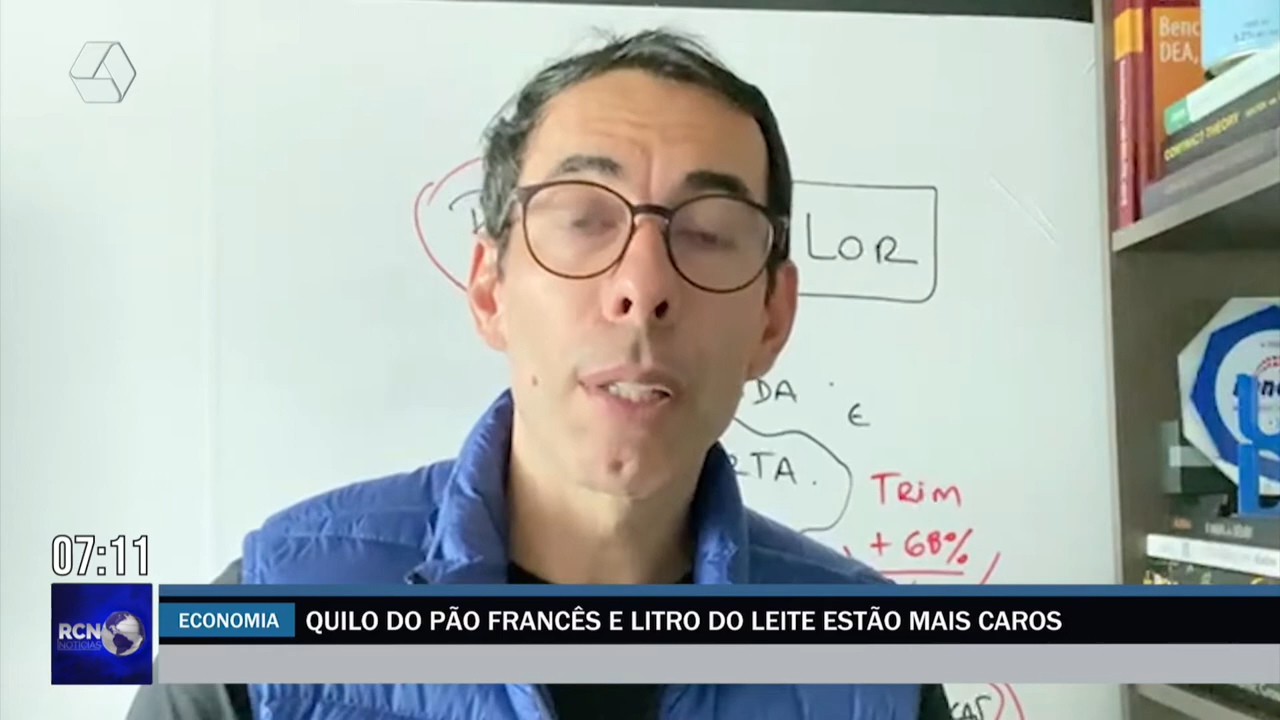 Benc
DEA,
CONTRACT THEORY
LOR
DA E
RTA.
TRIM
+ 68%
07:11
RCN
NOTÍCIAS
ECONOMIA
QUILO DO PÃO FRANCÊS E LITRO DO LEITE ESTÃO MAIS CAROS